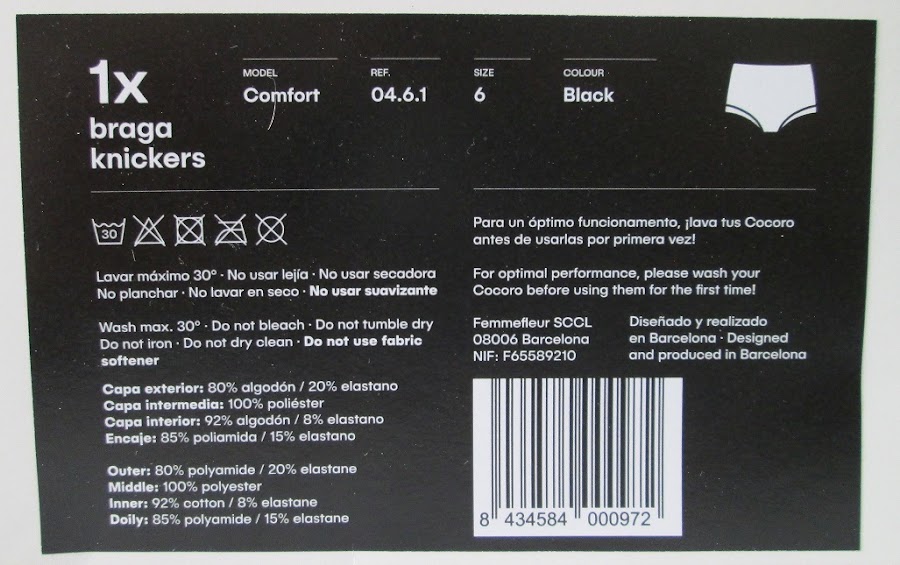 1x
braga
knickers
MODEL
Comfort
REF.
04.6.1
SIZE
6
COLOUR
Black
30
Lavar máximo 30° · No usar lejía · No usar secadora
No planchar · No lavar en seco · No usar suavizante
Wash max. 30° · Do not bleach · Do not tumble dry
Do not iron · Do not dry clean · Do not use fabric
softener
Capa exterior: 80% algodón / 20% elastano
Capa intermedia: 100% poliéster
Capa interior: 92% algodón / 8% elastano
Encaje: 85% poliamida / 15% elastano
Outer: 80% polyamide / 20% elastane
Middle: 100% polyester
Inner: 92% cotton / 8% elastane
Doily: 85% polyamide / 15% elastane
Para un óptimo funcionamento, ¡lava tus Cocoro
antes de usarlas por primera vez!
For optimal performance, please wash your
Cocoro before using them for the first time!
Femmefleur SCCL
08006 Barcelona
NIF: F65589210
Diseñado y realizado
en Barcelona · Designed
and produced in Barcelona
8 434584 000972